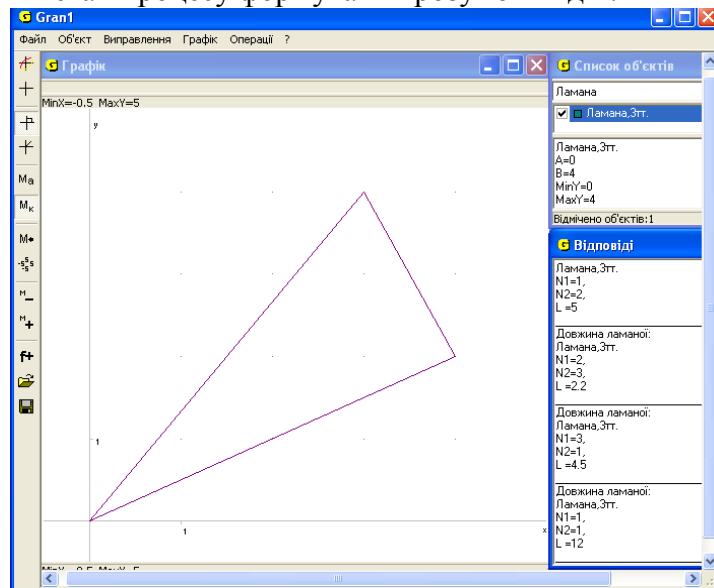 Gran1
Файл Об'єкт Виправлення Графік Операції ?
Графік
MinX=-0.5 MaxY=5
y
1
1
x
Ma
Mк
M
M
M
f+
Список об'єктів
Ламана
Ламана,3тт.
Ламана,3тт.
A=0
B=4
MinY=0
MaxY=4
Відмічено об'єктів:1
Відповіді
Ламана,3тт.
N1=1,
N2=2,
L =5
Довжина ламаної:
Ламана,3тт.
N1=2,
N2=3,
L =2.2
Довжина ламаної:
Ламана,3тт.
N1=3,
N2=1,
L =4.5
Довжина ламаної:
Ламана,3тт.
N1=1,
N2=1,
L =12